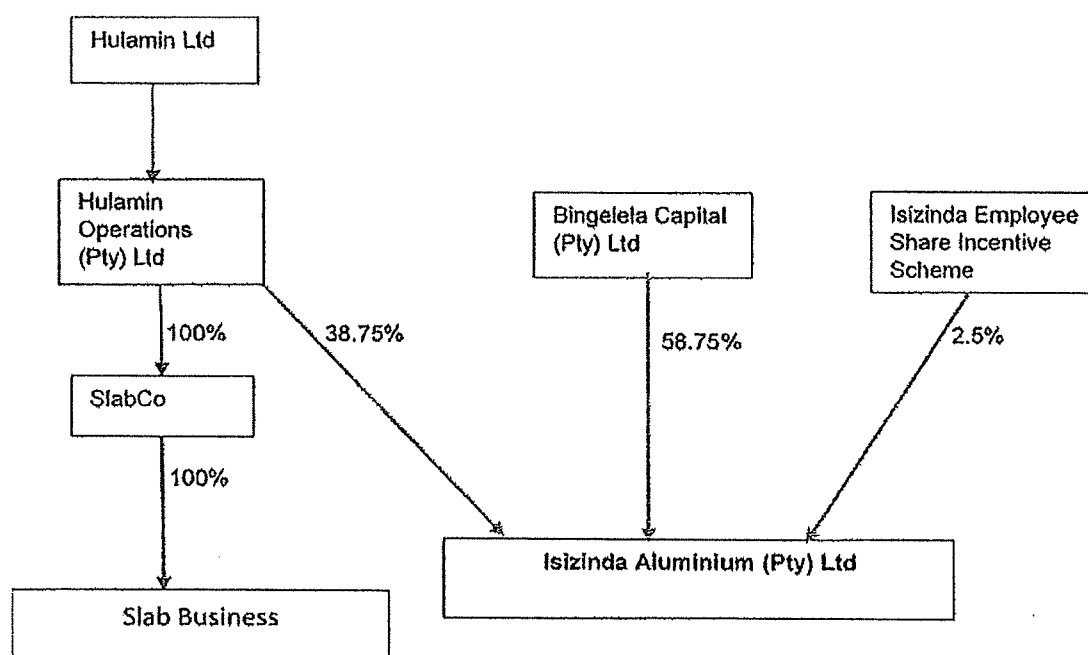 Hulamin Ltd
Hulamin
Operations
(Pty) Ltd
Bingelela Capital
(Pty) Ltd
Isizinda Employee
Share Incentive
Scheme
100%
38.75%
58.75%
2.5%
SlabCo
100%
Isizinda Aluminium (Pty) Ltd
Slab Business